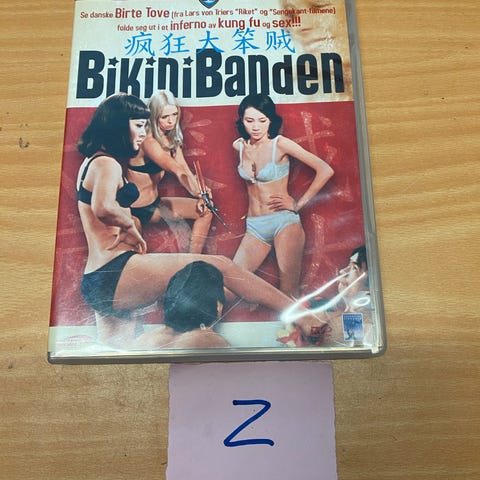 Se danske Birte Tove (fra Lars von Triers "Riket" og "Sengekant-filmene)
folde seg ut i et inferno av kung fu og sex!!!
疯狂大笨贼
BikiniBanden
Z